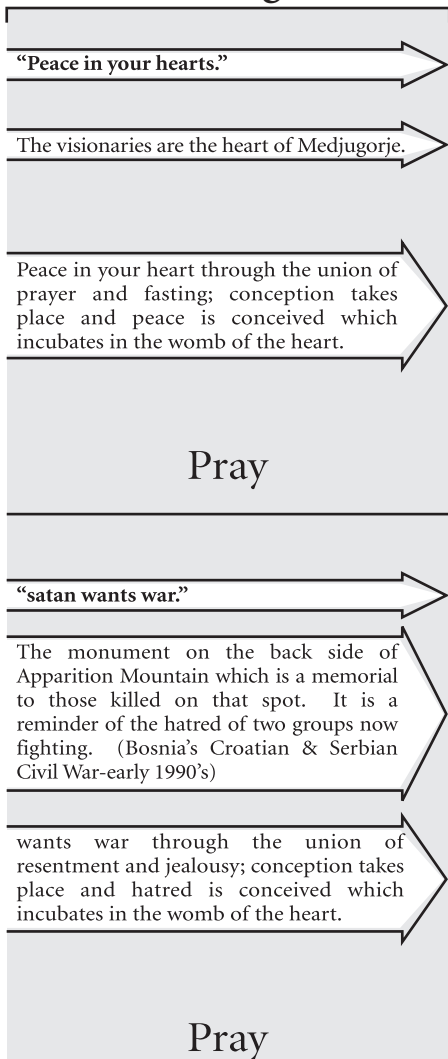 “Peace in your hearts.”
The visionaries are the heart of Medjugorje.
Peace in your heart through the union of
prayer and fasting; conception takes
place and peace is conceived which
incubates in the womb of the heart.
Pray
“satan wants war.”
The monument on the back side of
Apparition Mountain which is a memorial
to those killed on that spot. It is a
reminder of the hatred of two groups now
fighting. (Bosnia’s Croatian & Serbian
Civil War-early 1990’s)
wants war through the union of
resentment and jealousy; conception takes
place and hatred is conceived which
incubates in the womb of the heart.
Pray